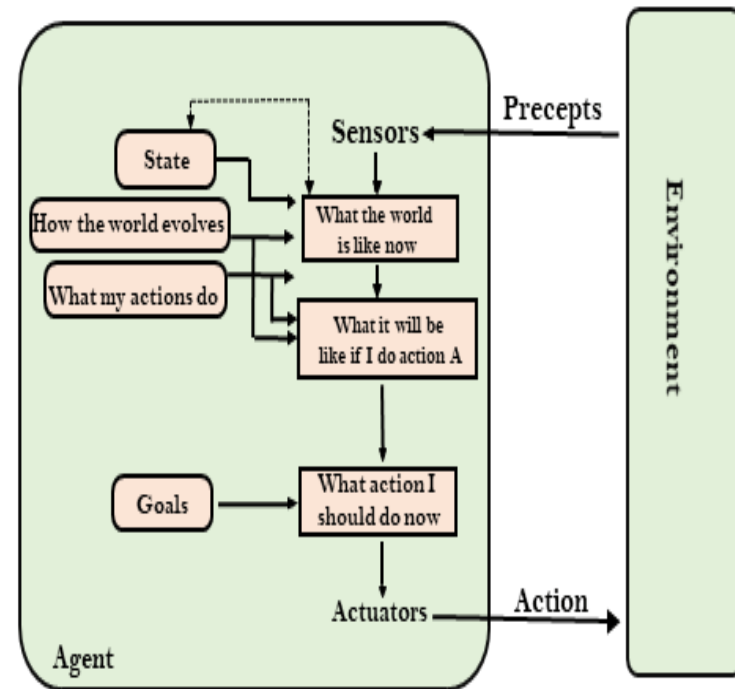 Precepts
Sensors
State
What the world
is like now
How the world evolves
What my actions do
What it will be
like if I do action A
Environment
Goals
What action I
should do now
Actuators
Action
Agent